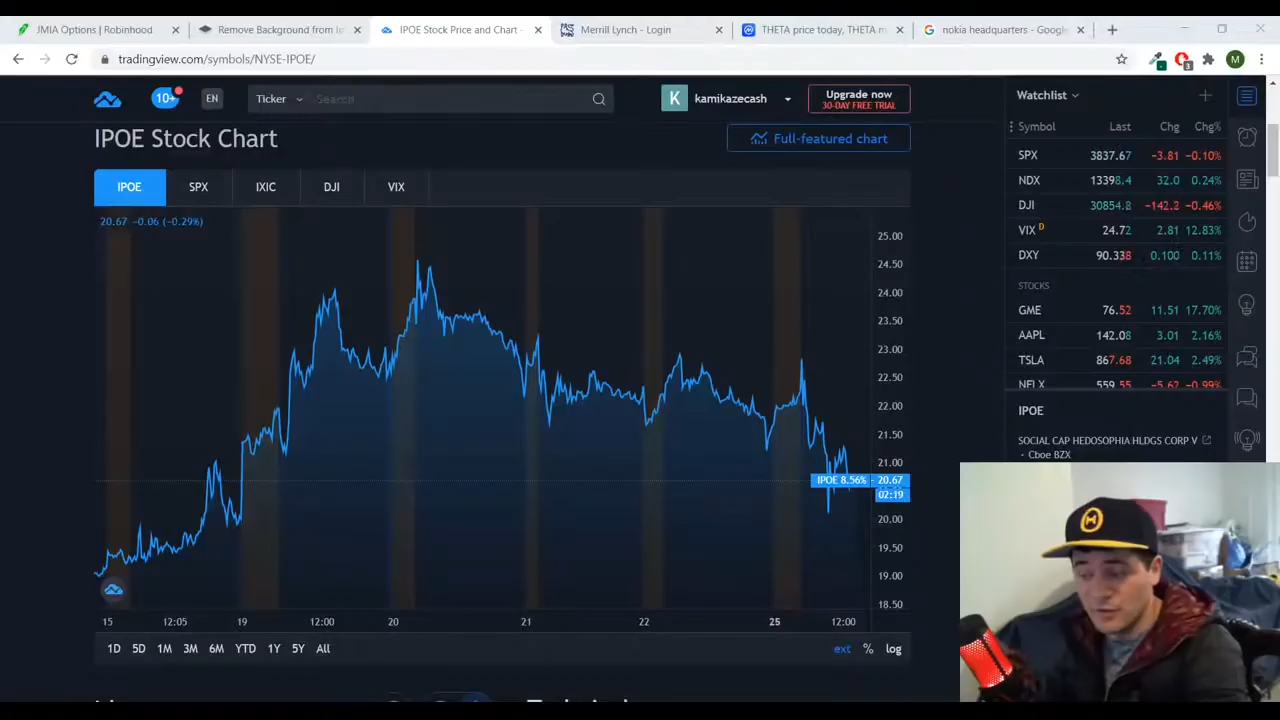 JMIA Options | Robinhood
Remove Background from I
IPOE Stock Price and Chart -
Merrill Lynch - Login
THETA price today, THETA m
nokia headquarters - Google
tradingview.com/symbols/NYSE-IPOE/
M
10+
EN
Ticker
Search
K
kamikazecash
Upgrade now
30-DAY FREE TRIAL
IPOE Stock Chart
Full-featured chart
IPOE
SPX
IXIC
DJI
VIX
20.67 −0.06 (−0.29%)
25.00
24.50
24.00
23.50
23.00
22.50
22.00
21.50
21.00
IPOE 8.56% 20.67
02:19
20.00
19.50
19.00
18.50
15 12:05 19 12:00 20 21 22 25 12:00
1D 5D 1M 3M 6M YTD 1Y 5Y All
ext % log
Watchlist
Symbol Last Chg Chg%
SPX 3837.67 −3.81 −0.10%
NDX 13398.4 32.0 0.24%
DJI 30854.8 −142.2 −0.46%
VIX D 24.72 2.81 12.83%
DXY 90.338 0.100 0.11%
STOCKS
GME 76.52 11.51 17.70%
AAPL 142.08 3.01 2.16%
TSLA 867.68 21.04 2.49%
NFLX 559.55 −5.62 −0.99%
IPOE
SOCIAL CAP HEDOSOPHIA HLDGS CORP V
• Cboe BZX